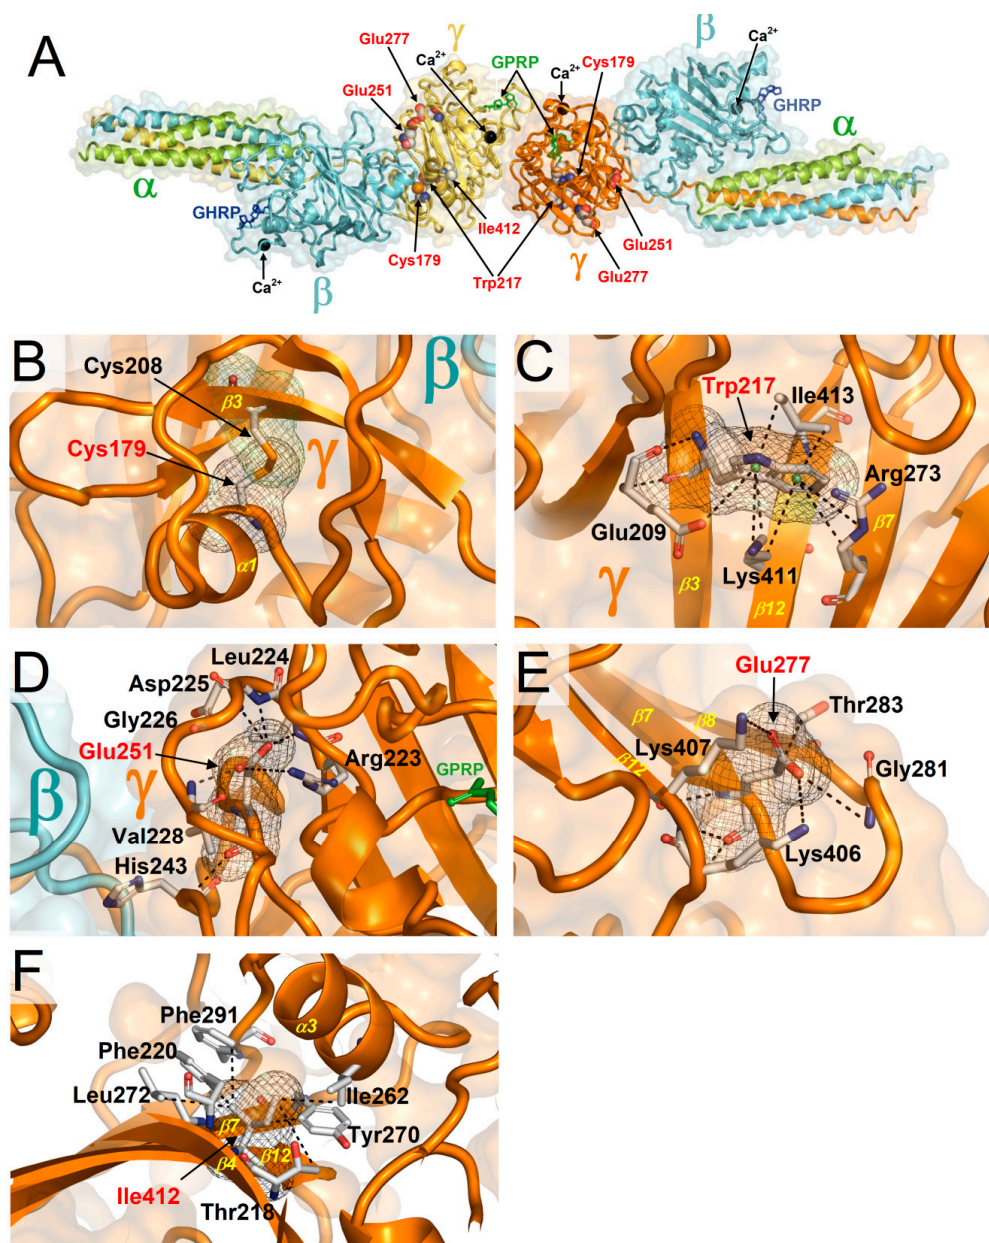 A
Glu277
γ
Ca2+
GPRP
Ca2+
Cys179
β
Ca2+
Glu251
GHRP
α
α
GHRP
Ile412
Glu251
Cys179
Trp217
γ
Glu277
Ca2+
β
B
Cys208
β3
β
Cys179
γ
α1
C
Trp217
Ile413
Arg273
β7
Glu209
γ
β3
Lys411
β12
D
Leu224
Asp225
Gly226
Glu251
γ
Arg223
GPRP
β
Val228
His243
E
Glu277
Thr283
β7
β8
Lys407
β12
Gly281
Lys406
F
α3
Phe291
Phe220
Leu272
Ile262
β7
Tyr270
β4
β12
Ile412
Thr218